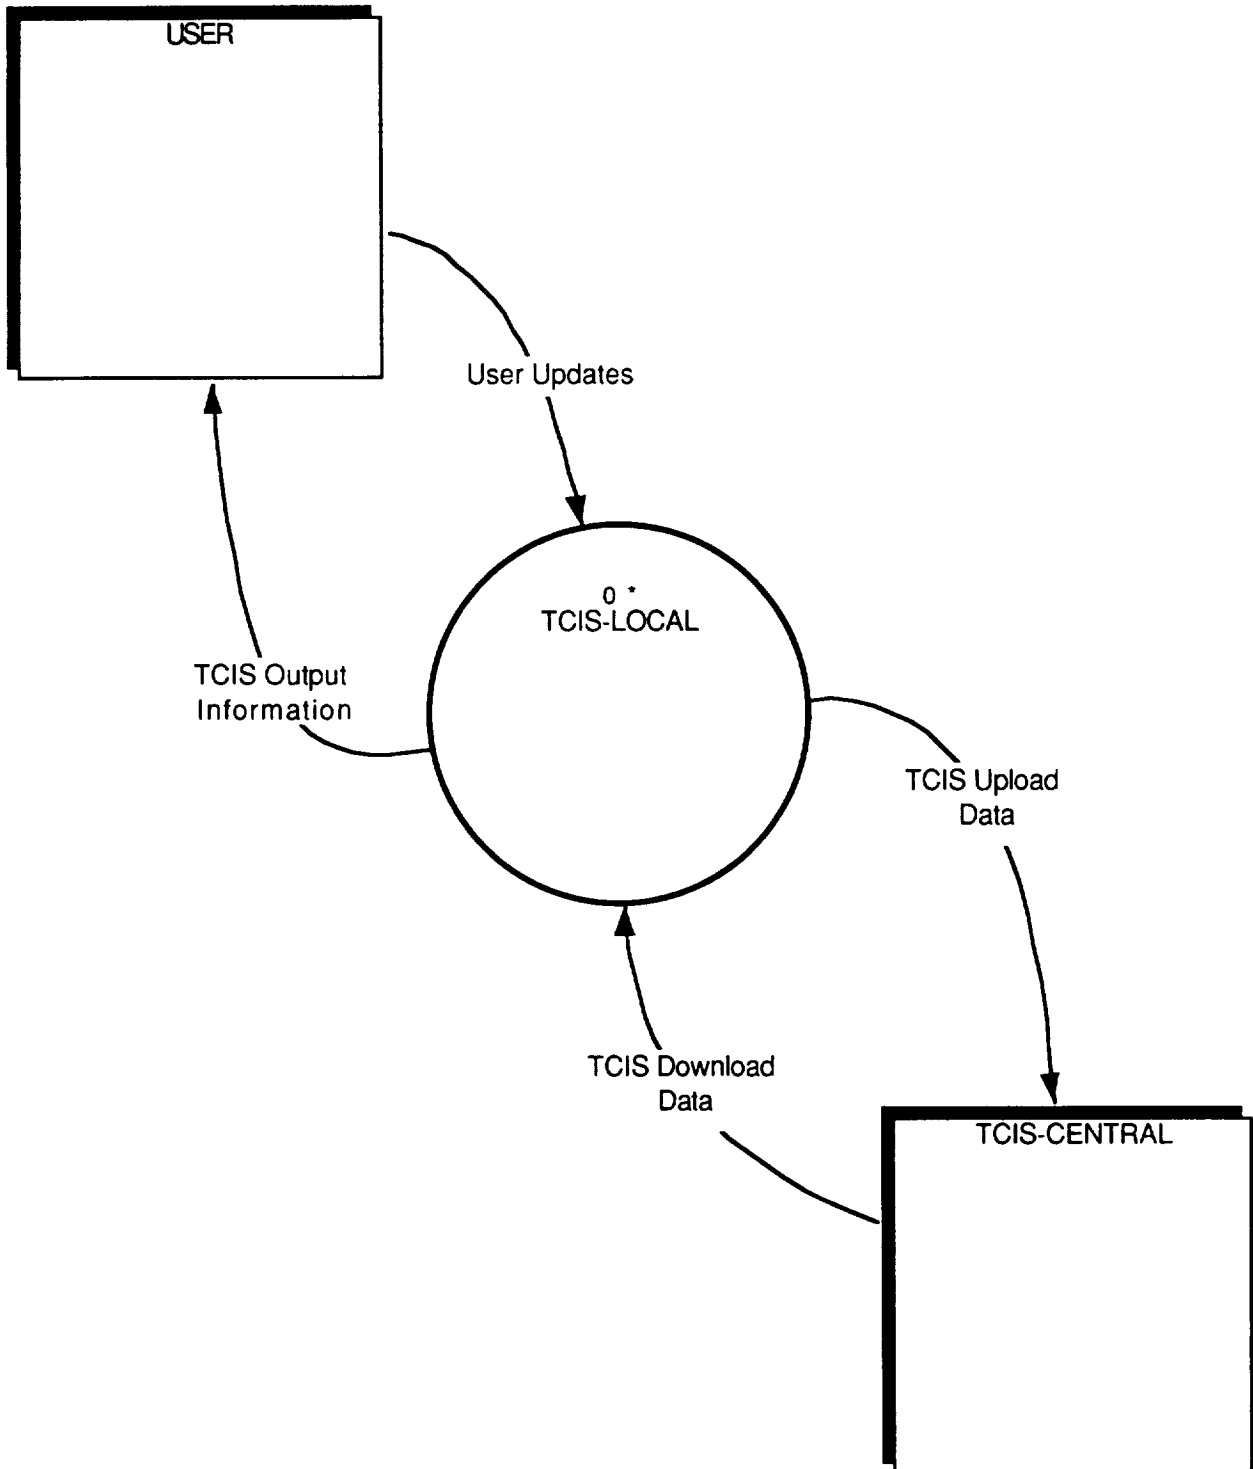 USER
User Updates
0 *
TCIS-LOCAL
TCIS Output
Information
TCIS Upload
Data
TCIS Download
Data
TCIS-CENTRAL